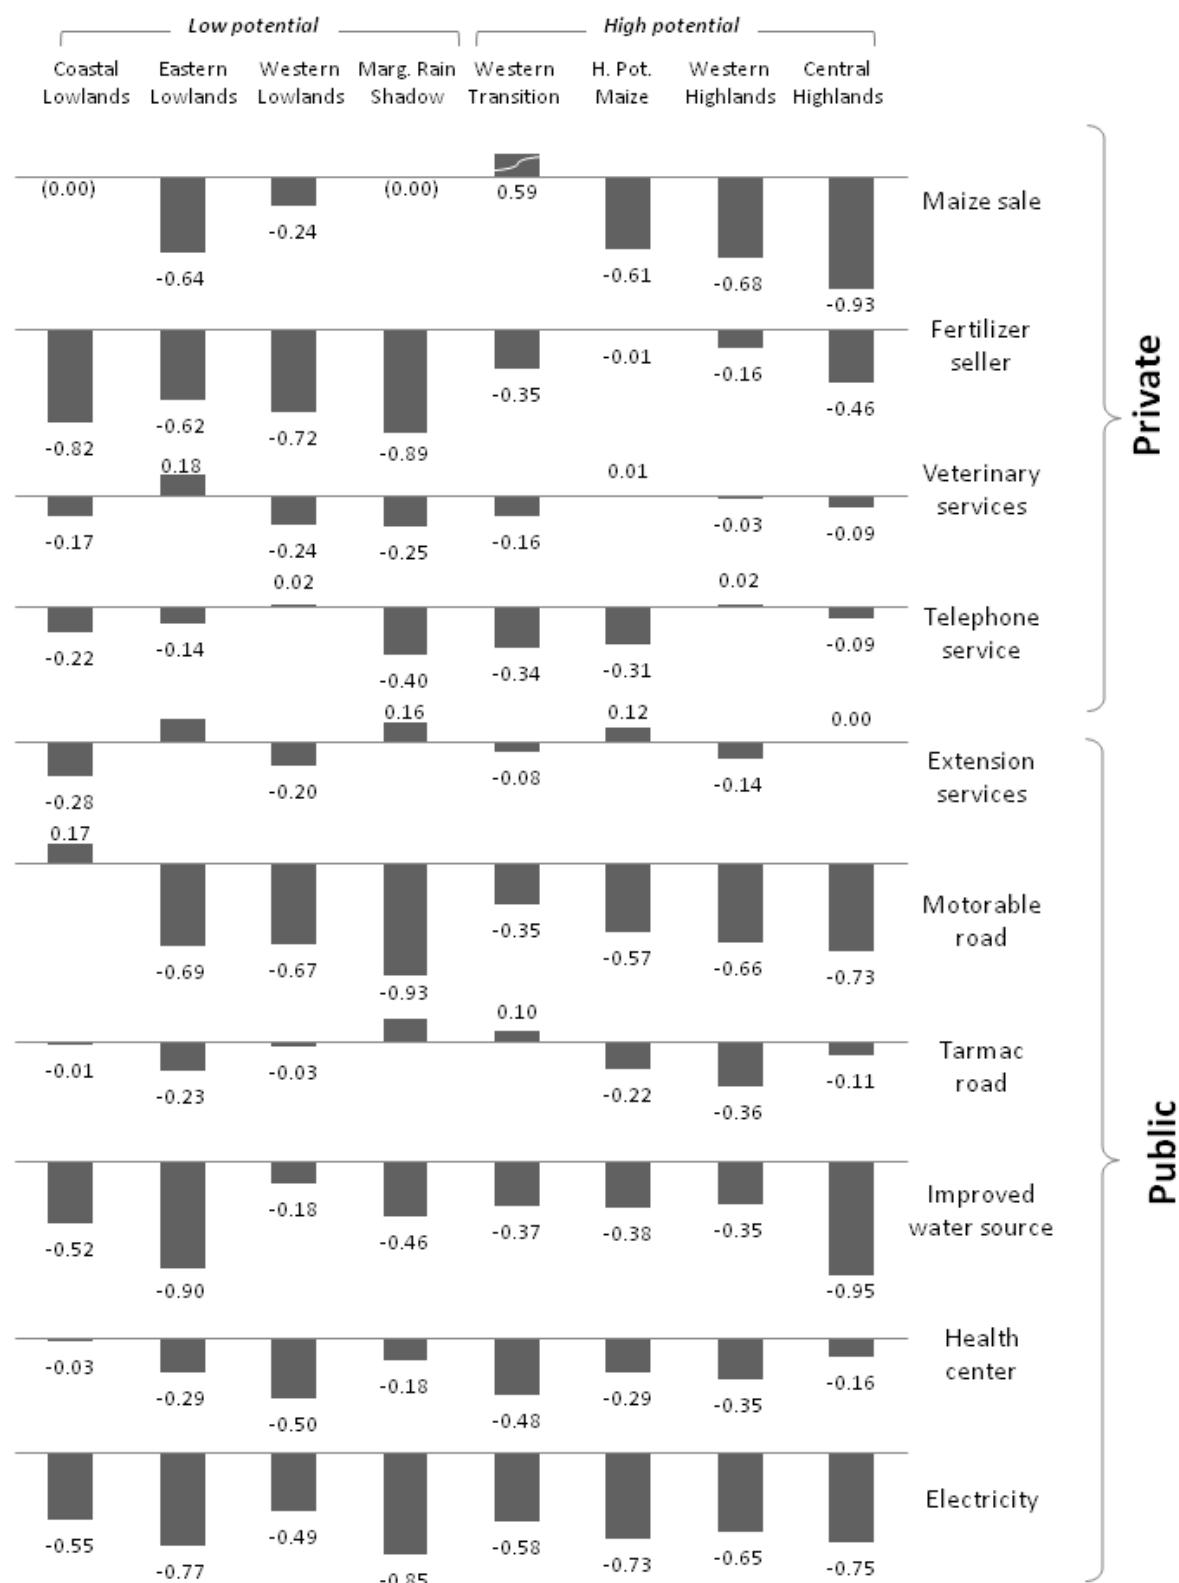 Low potential High potential
Coastal Eastern Western Marg. Rain Western H. Pot. Western Central
Lowlands Lowlands Lowlands Shadow Transition Maize Highlands Highlands
(0.00) (0.00) 0.59
Maize sale
-0.24
-0.64 -0.61 -0.68
-0.93
Fertilizer
seller
-0.01
-0.16
-0.35 -0.46
-0.82 -0.62 -0.72 -0.89
0.18 0.01
Veterinary
services
-0.17 -0.24 -0.25 -0.16 -0.03 -0.09
0.02 0.02
Telephone
service
-0.22 -0.14 -0.40 -0.34 -0.31 -0.09
0.16 0.12 0.00
Private
Extension
services
-0.28 -0.20 -0.08 -0.14
0.17
Motorable
road
-0.69 -0.67 -0.93 -0.35 -0.57 -0.66 -0.73
0.10
Tarmac
road
-0.01 -0.23 -0.03 -0.22 -0.36 -0.11
Improved
water source
-0.52 -0.90 -0.18 -0.46 -0.37 -0.38 -0.35 -0.95
Health
center
-0.03 -0.29 -0.50 -0.18 -0.48 -0.29 -0.35 -0.16
Electricity
-0.55 -0.77 -0.49 -0.85 -0.58 -0.73 -0.65 -0.75
Public